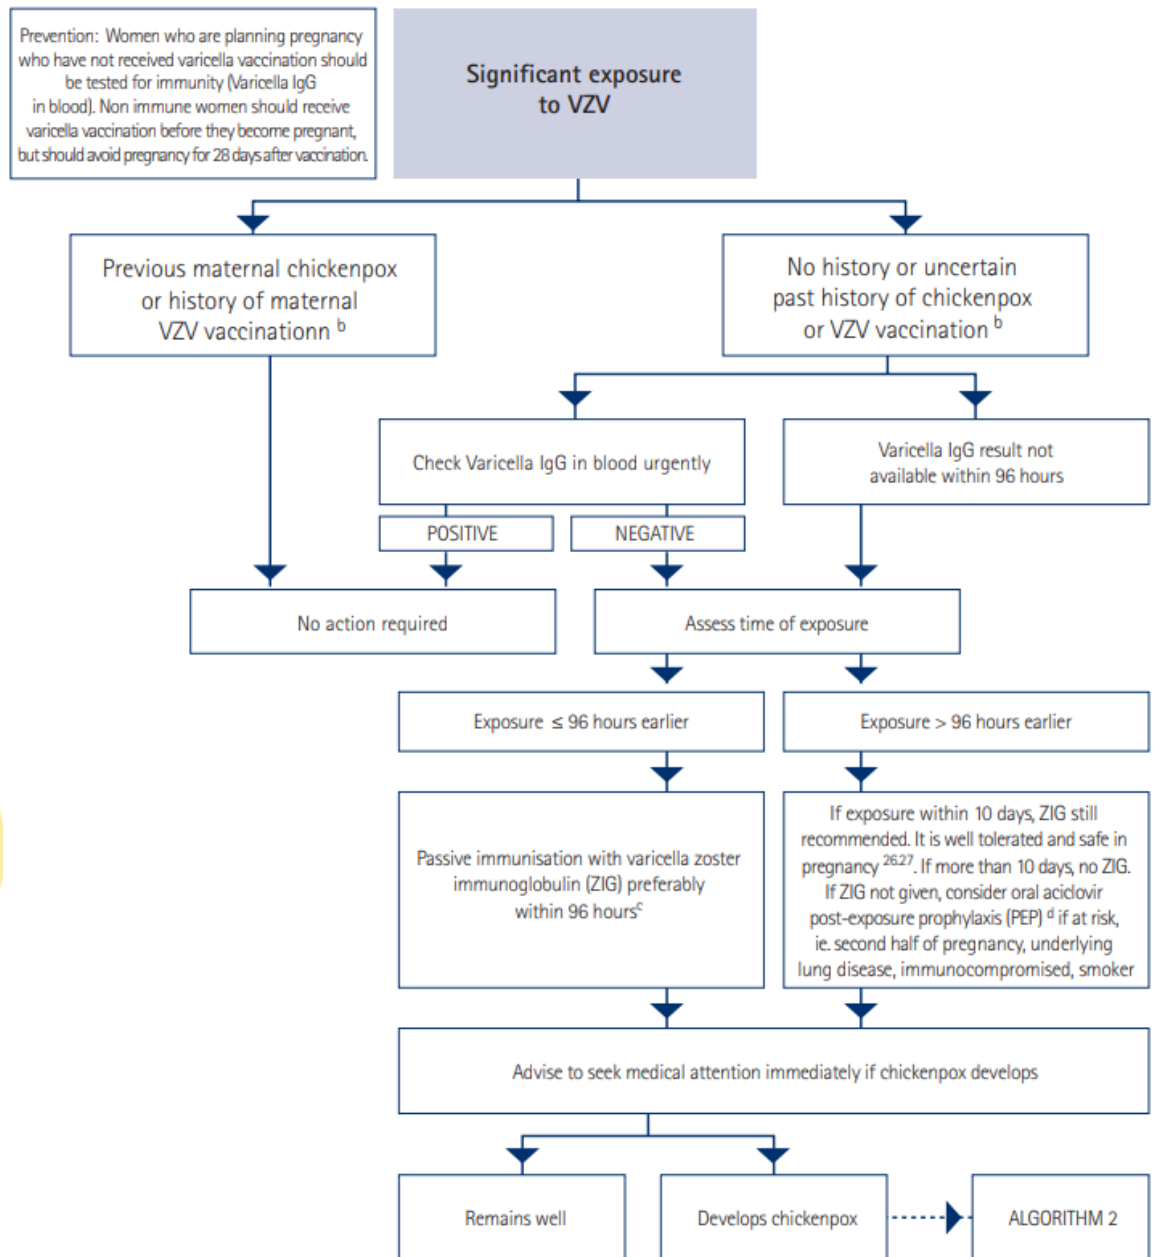 Prevention: Women who are planning pregnancy
who have not received varicella vaccination should
be tested for immunity (Varicella IgG
in blood). Non immune women should receive
varicella vaccination before they become pregnant,
but should avoid pregnancy for 28 days after vaccination.
Significant exposure
to VZV
Previous maternal chickenpox
or history of maternal
VZV vaccinationn b
No history or uncertain
past history of chickenpox
or VZV vaccination b
Check Varicella IgG in blood urgently
Varicella IgG result not
available within 96 hours
POSITIVE
NEGATIVE
No action required
Assess time of exposure
Exposure ≤ 96 hours earlier
Exposure > 96 hours earlier
Passive immunisation with varicella zoster
immunoglobulin (ZIG) preferably
within 96 hours c
If exposure within 10 days, ZIG still
recommended. It is well tolerated and safe in
pregnancy 26,27. If more than 10 days, no ZIG.
If ZIG not given, consider oral aciclovir
post-exposure prophylaxis (PEP) d if at risk,
ie. second half of pregnancy, underlying
lung disease, immunocompromised, smoker
Advise to seek medical attention immediately if chickenpox develops
Remains well
Develops chickenpox
ALGORITHM 2